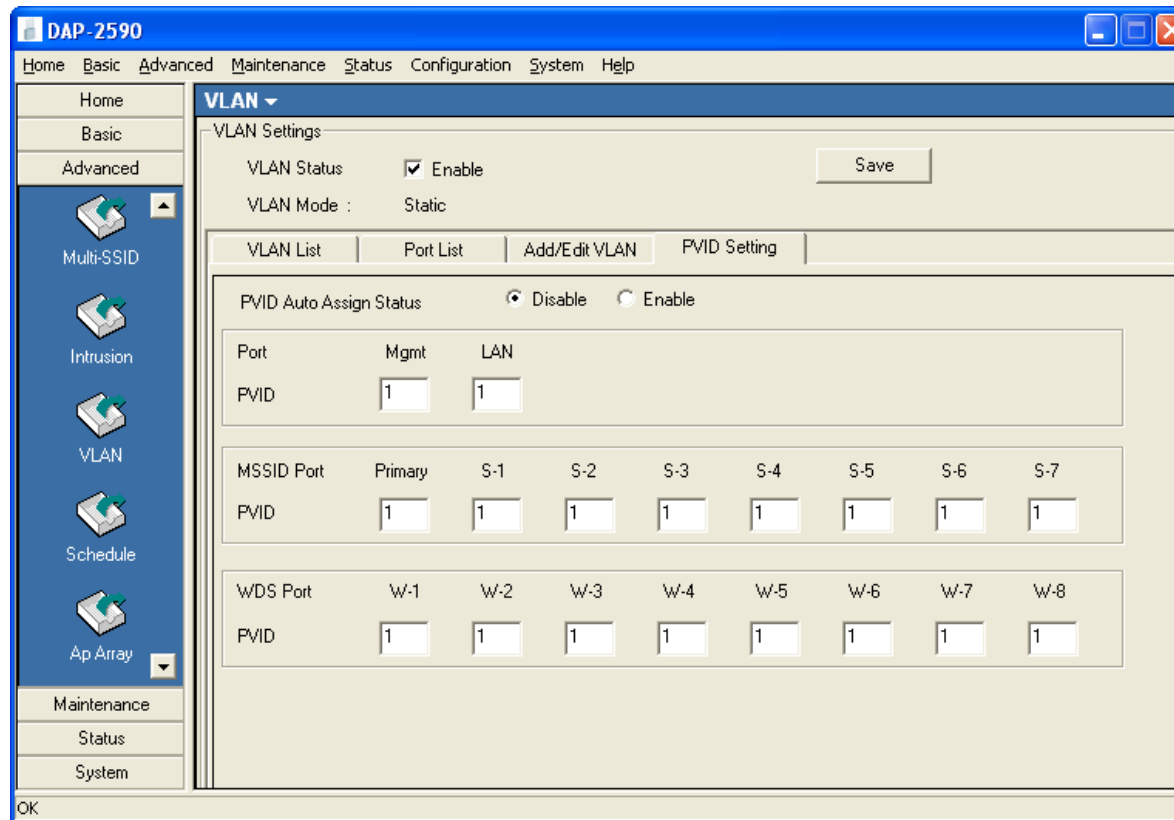 DAP-2590
Home Basic Advanced Maintenance Status Configuration System Help
Home
Basic
Advanced
Multi-SSID
Intrusion
VLAN
Schedule
Ap Array
Maintenance
Status
System
VLAN
VLAN Settings
VLAN Status Enable Save
VLAN Mode : Static
VLAN List Port List Add/Edit VLAN PVID Setting
PVID Auto Assign Status Disable Enable
Port Mgmt LAN
PVID 1 1
MSSID Port Primary S-1 S-2 S-3 S-4 S-5 S-6 S-7
PVID 1 1 1 1 1 1 1 1
WDS Port W-1 W-2 W-3 W-4 W-5 W-6 W-7 W-8
PVID 1 1 1 1 1 1 1 1
OK